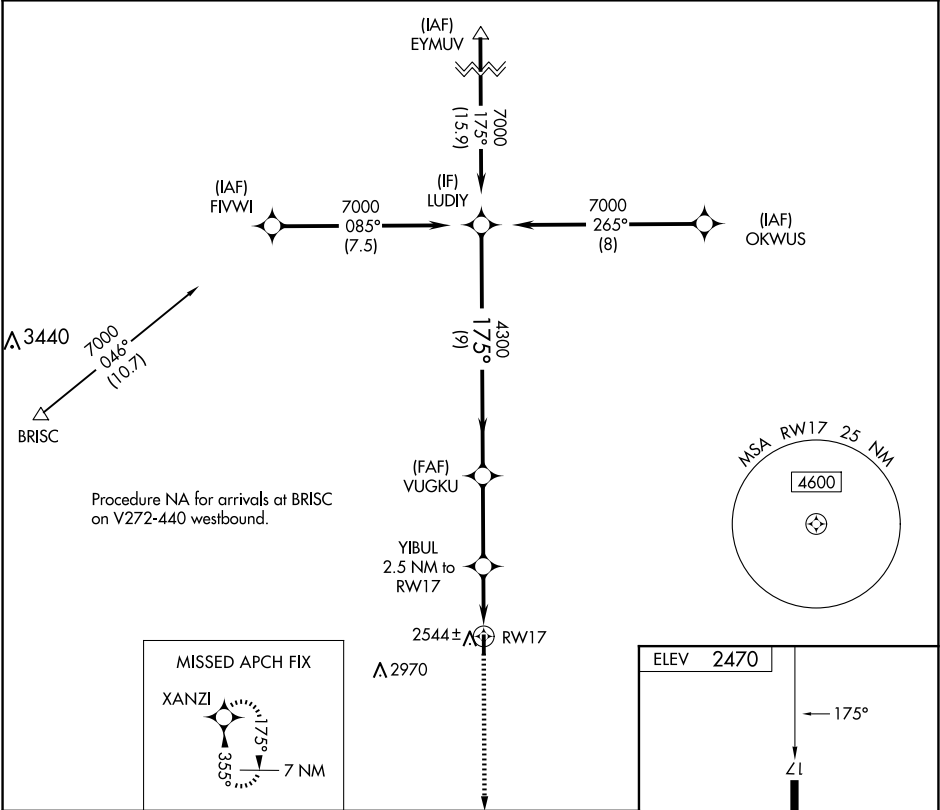 (IAF)
EYMUV
7000
175°
(15.9)
(IAF)
FIVWI
7000
085°
(7.5)
(IF)
LUDIY
7000
265°
(8)
(IAF)
OKWUS
3440
7000
046°
(10.7)
BRISC
4300
175°
(9)
(FAF)
VUGKU
Procedure NA for arrivals at BRISC
on V272-440 westbound.
MSA RW17 25 NM
4600
YIBUL
2.5 NM to
RW17
2544±
RW17
2970
MISSED APCH FIX
XANZI
175°
355°
7 NM
ELEV 2470
175°
17